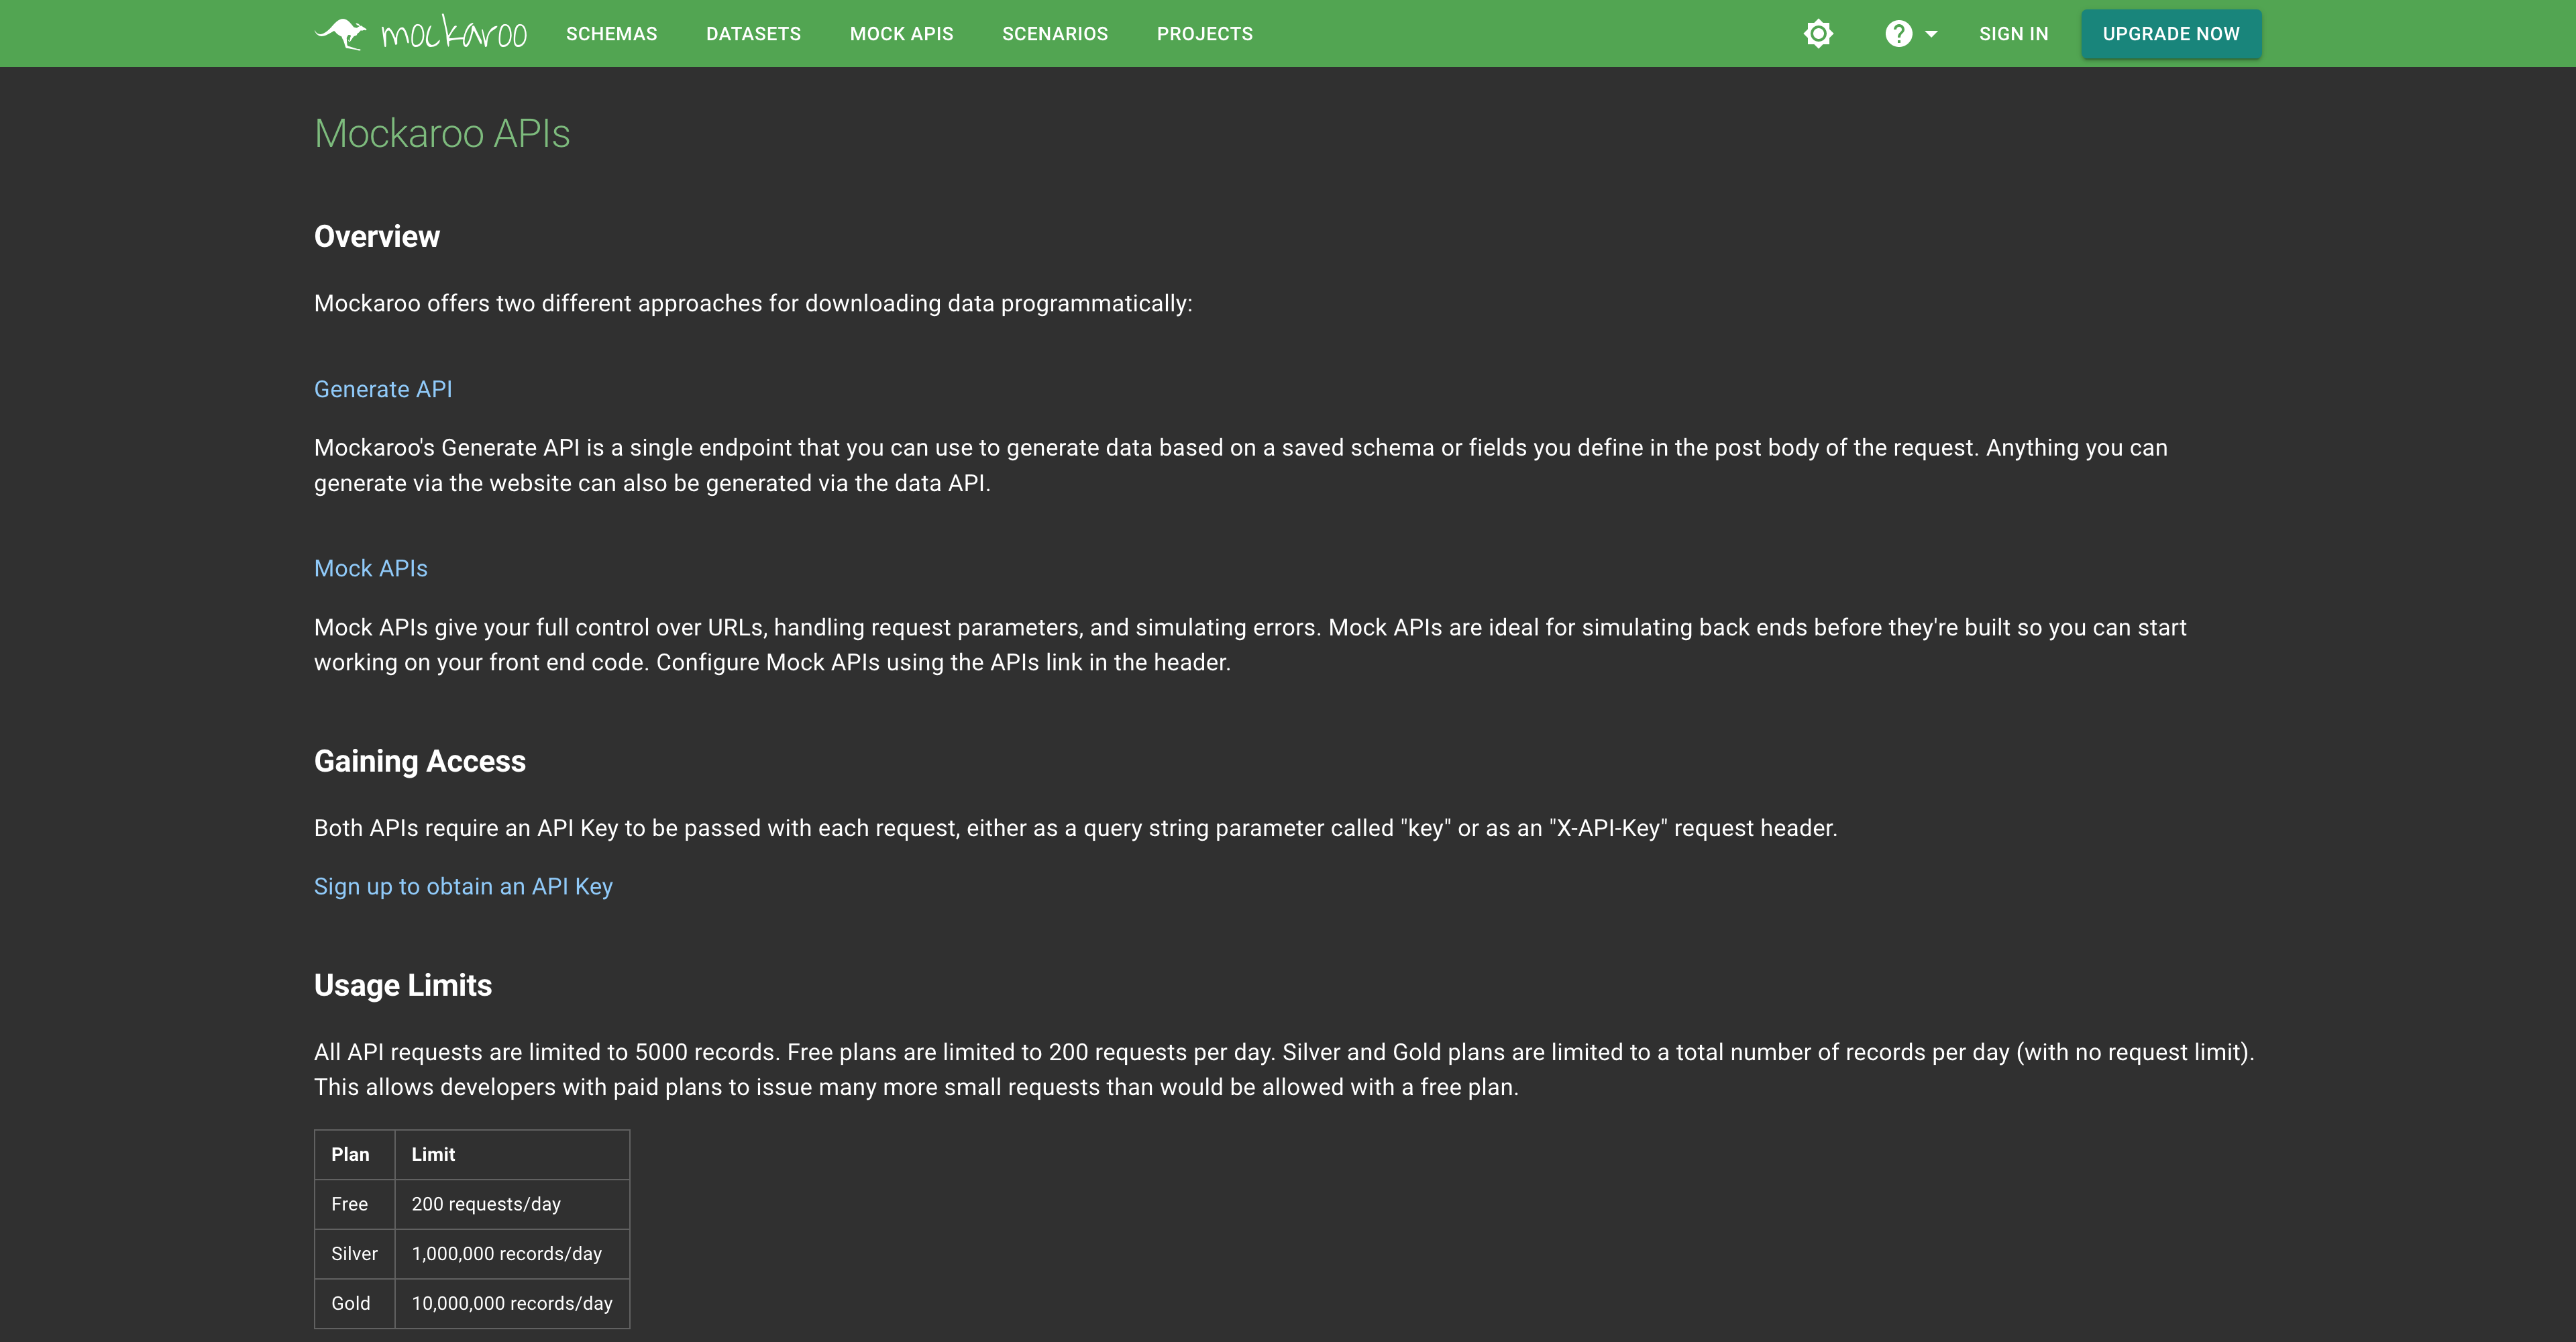 mockaroo SCHEMAS DATASETS MOCK APIS SCENARIOS PROJECTS ? SIGN IN UPGRADE NOW
Mockaroo APIs
Overview
Mockaroo offers two different approaches for downloading data programmatically:
Generate API
Mockaroo's Generate API is a single endpoint that you can use to generate data based on a saved schema or fields you define in the post body of the request. Anything you can
generate via the website can also be generated via the data API.
Mock APIs
Mock APIs give your full control over URLs, handling request parameters, and simulating errors. Mock APIs are ideal for simulating back ends before they're built so you can start
working on your front end code. Configure Mock APIs using the APIs link in the header.
Gaining Access
Both APIs require an API Key to be passed with each request, either as a query string parameter called "key" or as an "X-API-Key" request header.
Sign up to obtain an API Key
Usage Limits
All API requests are limited to 5000 records. Free plans are limited to 200 requests per day. Silver and Gold plans are limited to a total number of records per day (with no request limit).
This allows developers with paid plans to issue many more small requests than would be allowed with a free plan.
Plan Limit
Free 200 requests/day
Silver 1,000,000 records/day
Gold 10,000,000 records/day